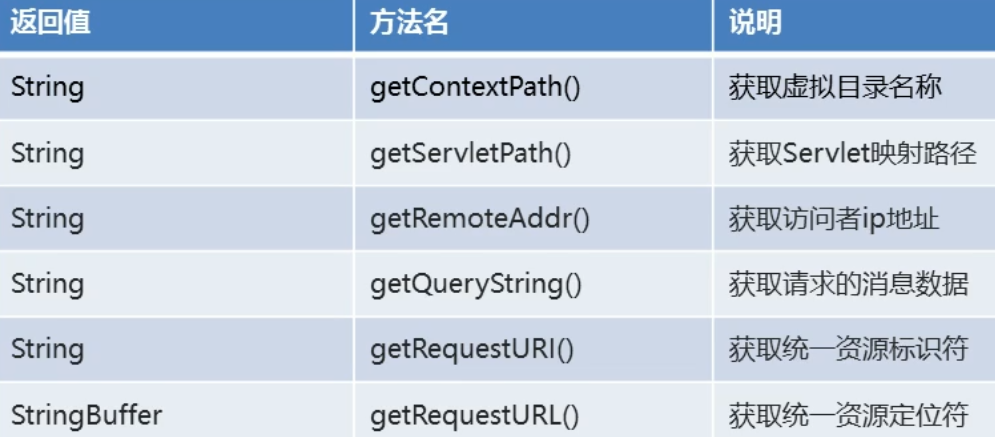 返回值 方法名 说明
String getContextPath() 获取虚拟目录名称
String getServletPath() 获取Servlet映射路径
String getRemoteAddr() 获取访问者ip地址
String getQueryString() 获取请求的消息数据
String getRequestURI() 获取统一资源标识符
StringBuffer getRequestURL() 获取统一资源定位符